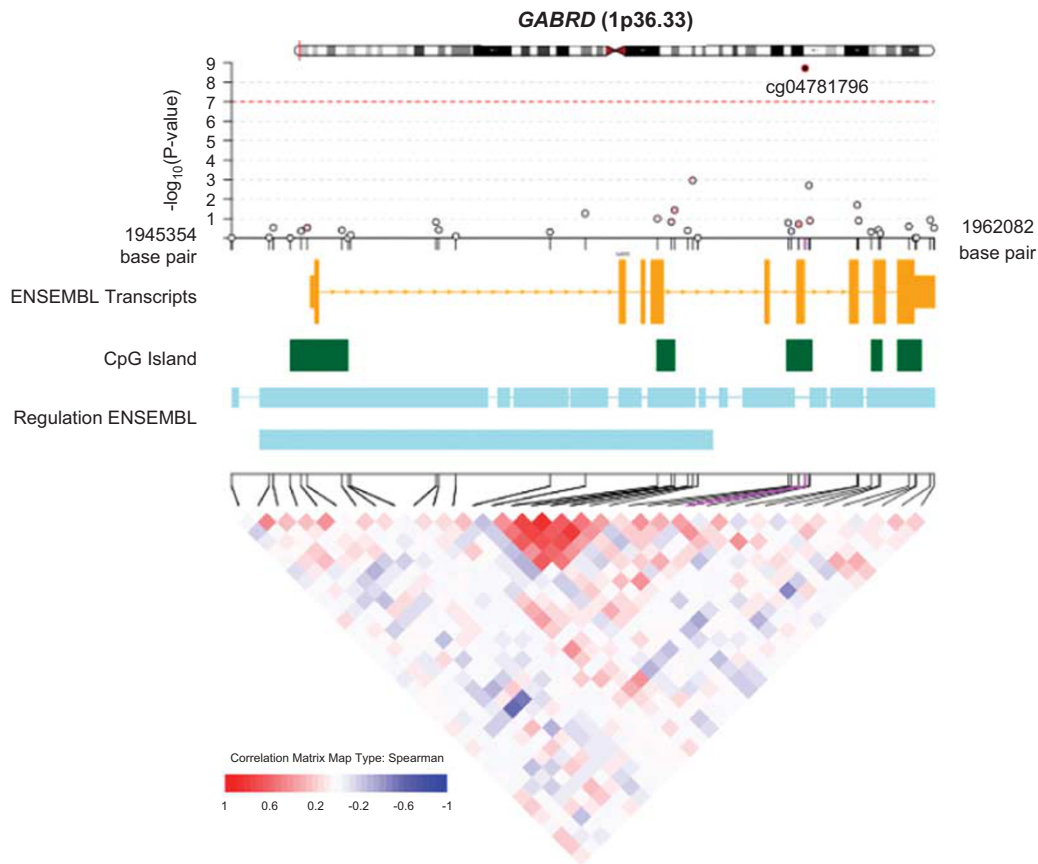 GABRD (1p36.33)
9
8
7
6
5
4
3
2
1
-log10(P-value)
cg04781796
1945354
base pair
1962082
base pair
ENSEMBL Transcripts
CpG Island
Regulation ENSEMBL
Correlation Matrix Map Type: Spearman
1 0.6 0.2 -0.2 -0.6 -1